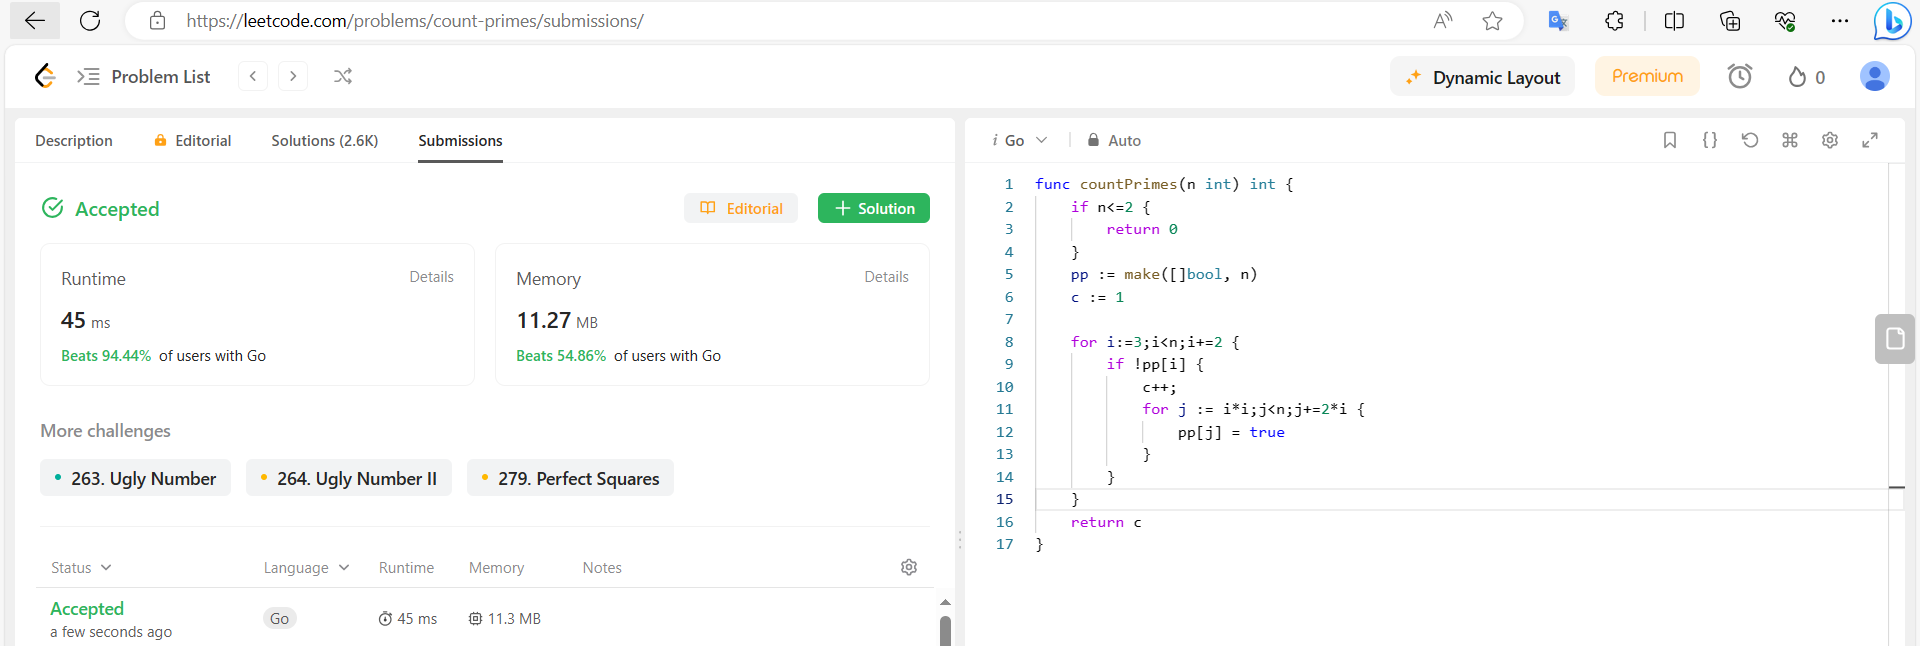 https://leetcode.com/problems/count-primes/submissions/
Problem List
Dynamic Layout
Premium
0
Description
Editorial
Solutions (2.6K)
Submissions
Accepted
Editorial
+ Solution
Runtime
Details
45 ms
Beats 94.44% of users with Go
Memory
Details
11.27 MB
Beats 54.86% of users with Go
More challenges
263. Ugly Number
264. Ugly Number II
279. Perfect Squares
Status
Language
Runtime
Memory
Notes
Accepted
a few seconds ago
Go
45 ms
11.3 MB
i Go
Auto
1 func countPrimes(n int) int {
2 if n<=2 {
3 return 0
4 }
5 pp := make([]bool, n)
6 c := 1
7
8 for i:=3;i<n;i+=2 {
9 if !pp[i] {
10 c++;
11 for j := i*i;j<n;j+=2*i {
12 pp[j] = true
13 }
14 }
15 }
16 return c
17 }